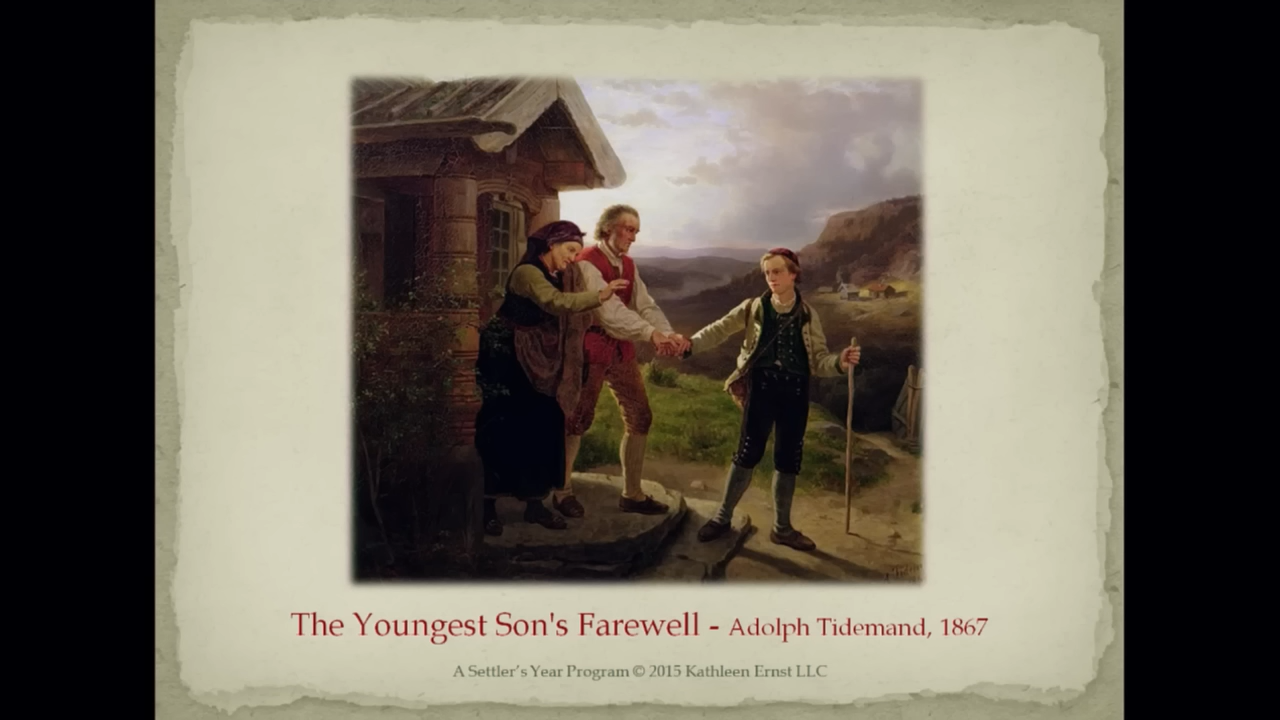 The Youngest Son's Farewell - Adolph Tidemand, 1867
A Settler's Year Program © 2015 Kathleen Ernst LLC